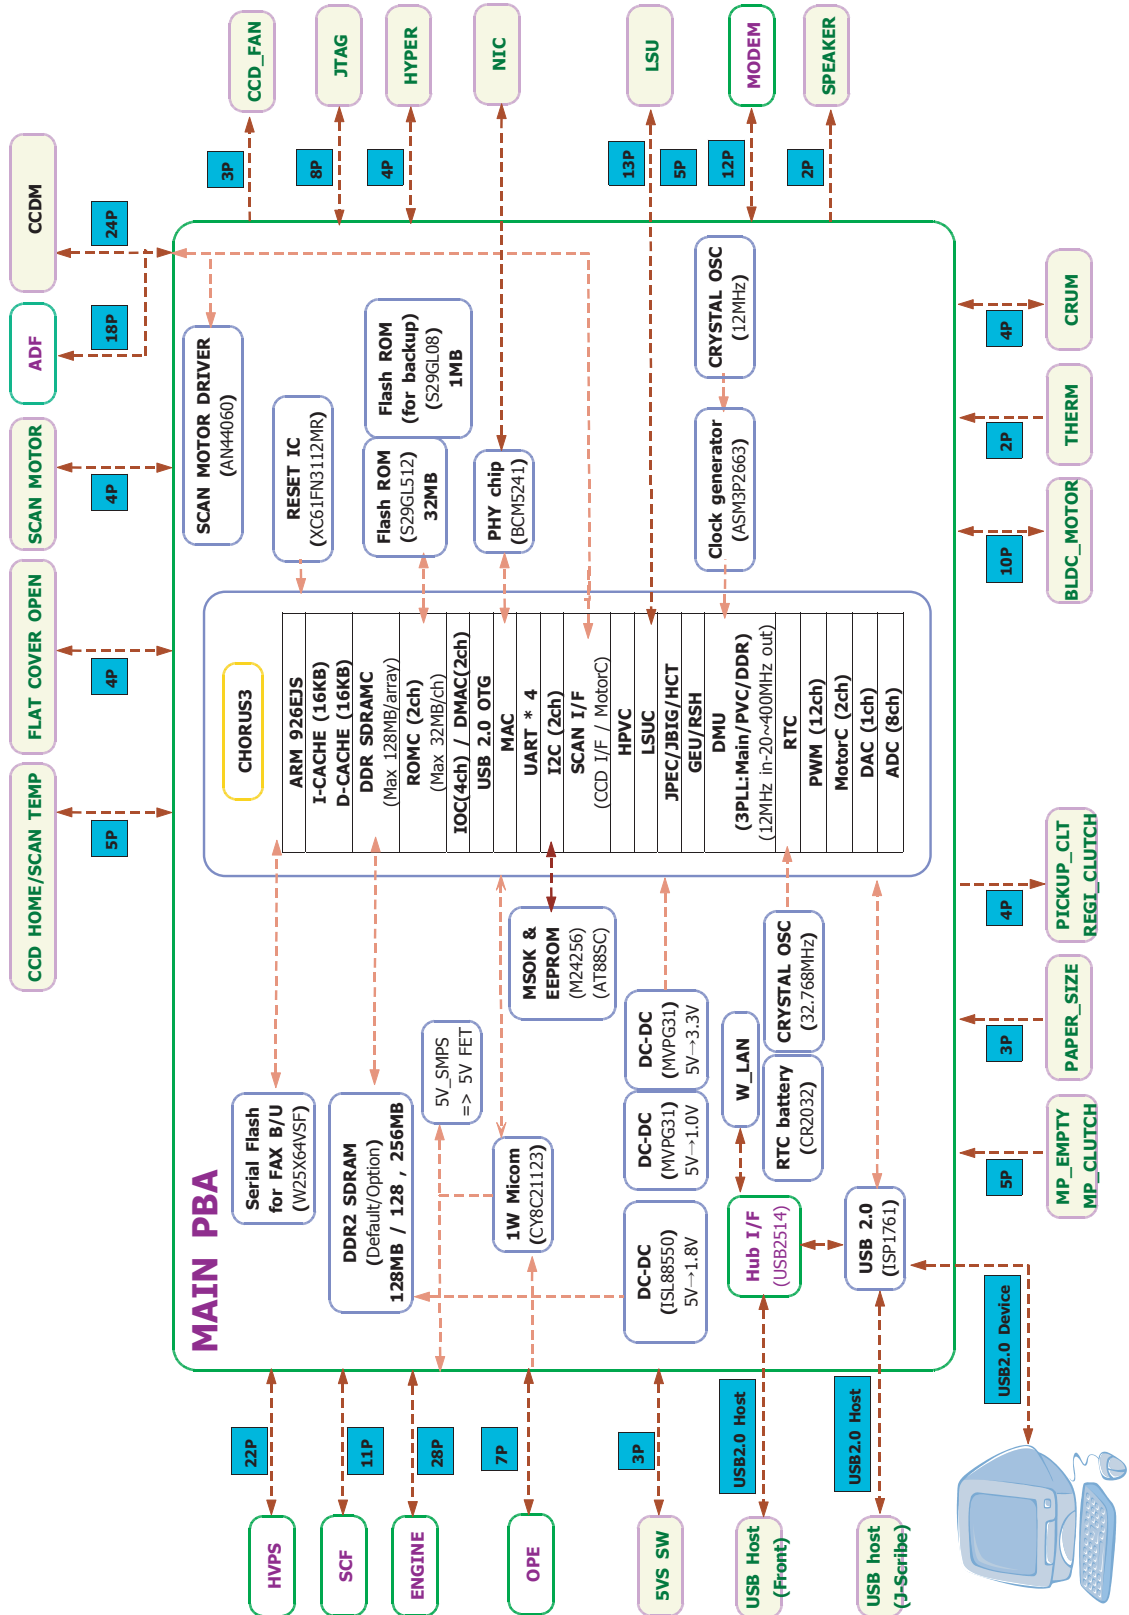 MAIN PBA
HVPS
22P
SCF
11P
ENGINE
28P
OPE
7P
5VS SW
3P
USB Host
(Front)
USB2.0 Host
USB host
(J-Scribe)
USB2.0 Host
USB2.0 Device
CCD HOME/SCAN TEMP
5P
FLAT COVER OPEN
4P
SCAN MOTOR
4P
ADF
18P
CCDM
24P
Serial Flash
for FAX B/U
(W25X64VSF)
DDR2 SDRAM
(Default/Option)
128MB / 128 , 256MB
5V_SMPS
=> 5V FET
1W Micom
(CY8C21123)
MSOK &
EEPROM
(M24256)
(AT88SC)
DC-DC
(ISL88550)
5V→1.8V
DC-DC
(MVPG31)
5V→1.0V
DC-DC
(MVPG31)
5V→3.3V
W_LAN
Hub I/F
(USB2514)
RTC battery
(CR2032)
CRYSTAL OSC
(32.768MHz)
USB 2.0
(ISP1761)
CHORUS3
ARM 926EJS
I-CACHE (16KB)
D-CACHE (16KB)
DDR SDRAMC
(Max 128MB/array)
ROMC (2ch)
(Max 32MB/ch)
IOC(4ch) / DMAC(2ch)
USB 2.0 OTG
MAC
UART * 4
I2C (2ch)
SCAN I/F
(CCD I/F / MotorC)
HPVC
LSUC
JPEC/JBIG/HCT
GEU/RSH
DMU
(3PLL:Main/PVC/DDR)
(12MHz in-20~400MHz out)
RTC
PWM (12ch)
MotorC (2ch)
DAC (1ch)
ADC (8ch)
SCAN MOTOR DRIVER
(AN44060)
RESET IC
(XC61FN3112MR)
Flash ROM
(S29GL512)
32MB
Flash ROM
(for backup)
(S29GL08)
1MB
PHY chip
(BCM5241)
Clock generator
(ASM3P2663)
CRYSTAL OSC
(12MHz)
3P
CCD_FAN
8P
JTAG
4P
HYPER
NIC
13P
5P
LSU
12P
MODEM
2P
SPEAKER
5P
MP_EMPTY
MP_CLUTCH
3P
PAPER_SIZE
4P
PICKUP_CLT
REGI_CLUTCH
10P
BLDC_MOTOR
2P
THERM
4P
CRUM